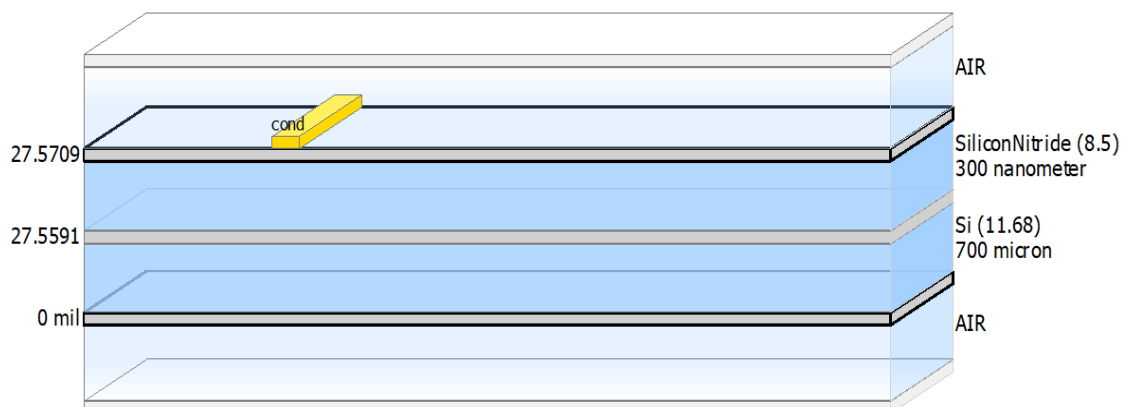 AIR
cond
27.5709
SiliconNitride (8.5)
300 nanometer
27.5591
Si (11.68)
700 micron
0 mil
AIR